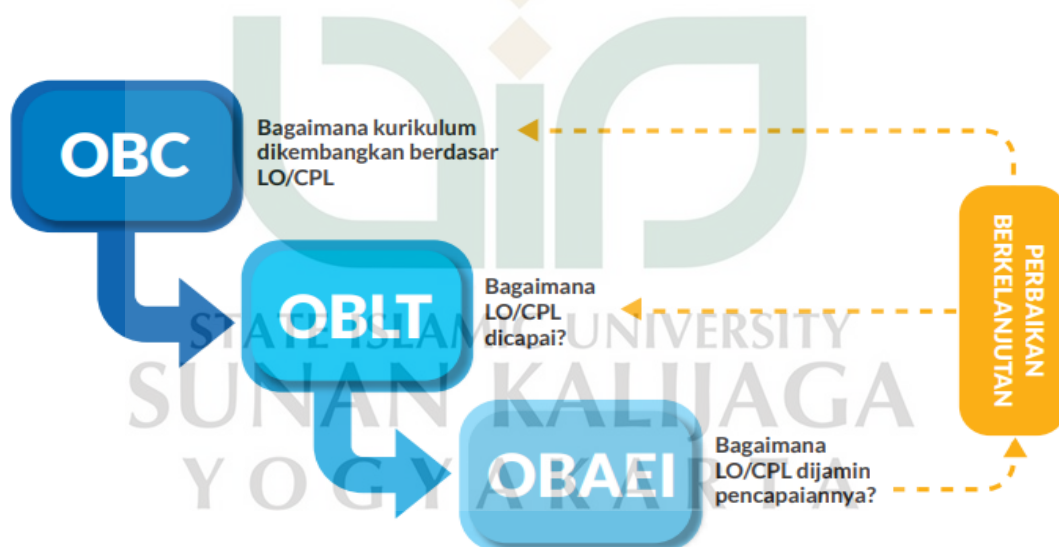 OBC
Bagaimana kurikulum
dikembangkan berdasar
LO/CPL
OBLT
Bagaimana
LO/CPL
dicapai?
OBAEI
Bagaimana
LO/CPL dijamin
pencapaiannya?
PERBAIKAN
BERKELANJUTAN
STATE ISLAMIC UNIVERSITY
SUNAN KALIJAGA
YOGYAKARTA